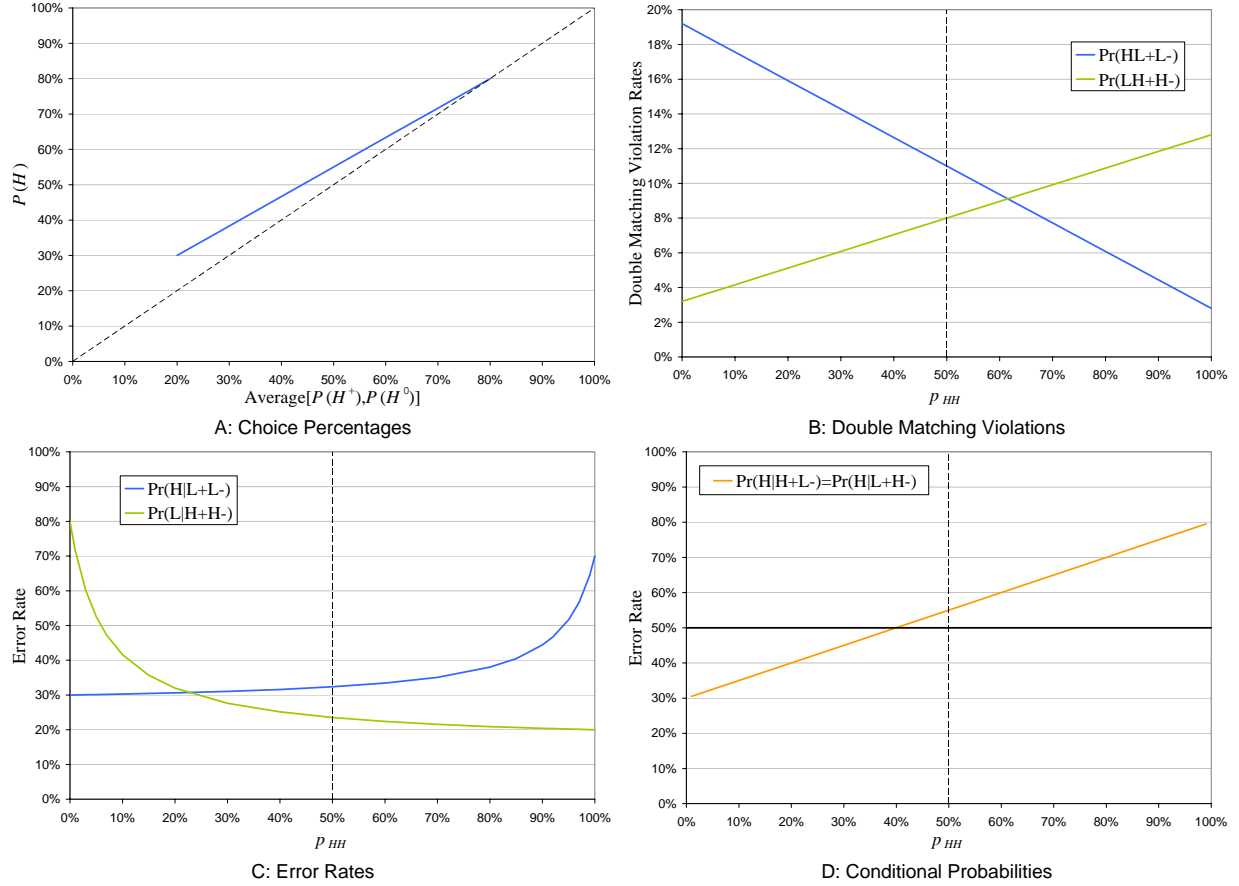 100%
90%
80%
70%
60%
50%
40%
30%
20%
10%
0%
P(H)
0% 10% 20% 30% 40% 50% 60% 70% 80% 90% 100%
Average[P(H+),P(H0)]
A: Choice Percentages
20%
18%
16%
14%
12%
10%
8%
6%
4%
2%
0%
Double Matching Violation Rates
Pr(HL+L-)
Pr(LH+H-)
0% 10% 20% 30% 40% 50% 60% 70% 80% 90% 100%
p HH
B: Double Matching Violations
100%
90%
80%
70%
60%
50%
40%
30%
20%
10%
0%
Error Rate
Pr(H|L+L-)
Pr(L|H+H-)
0% 10% 20% 30% 40% 50% 60% 70% 80% 90% 100%
p HH
C: Error Rates
100%
90%
80%
70%
60%
50%
40%
30%
20%
10%
0%
Error Rate
Pr(H|H+L-)=Pr(H|L+H-)
0% 10% 20% 30% 40% 50% 60% 70% 80% 90% 100%
p HH
D: Conditional Probabilities